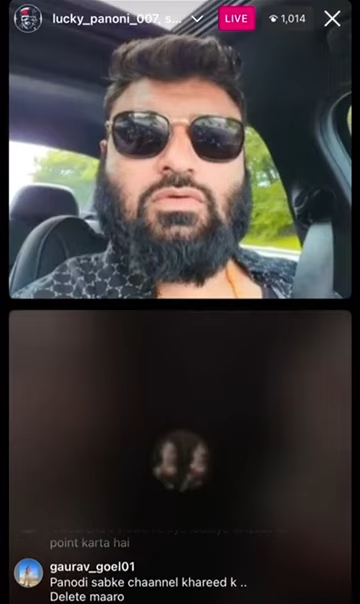 lucky_panoni_007, s...
LIVE
1,014
point karta hai
gaurav_goel01
Panodi sabke chaannel khareed k ..
Delete maaro